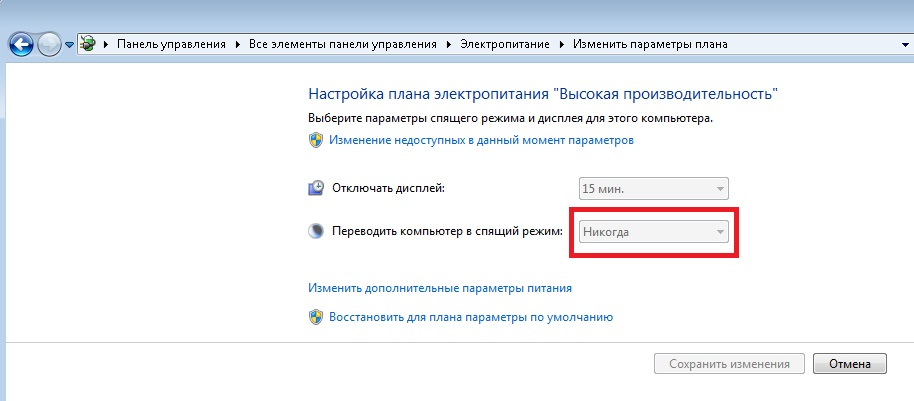 Панель управления Все элементы панели управления Электропитание Изменить параметры плана
Настройка плана электропитания "Высокая производительность"
Выберите параметры спящего режима и дисплея для этого компьютера.
Изменение недоступных в данный момент параметров
Отключать дисплей: 15 мин.
Переводить компьютер в спящий режим: Никогда
Изменить дополнительные параметры питания
Восстановить для плана параметры по умолчанию
Сохранить изменения Отмена